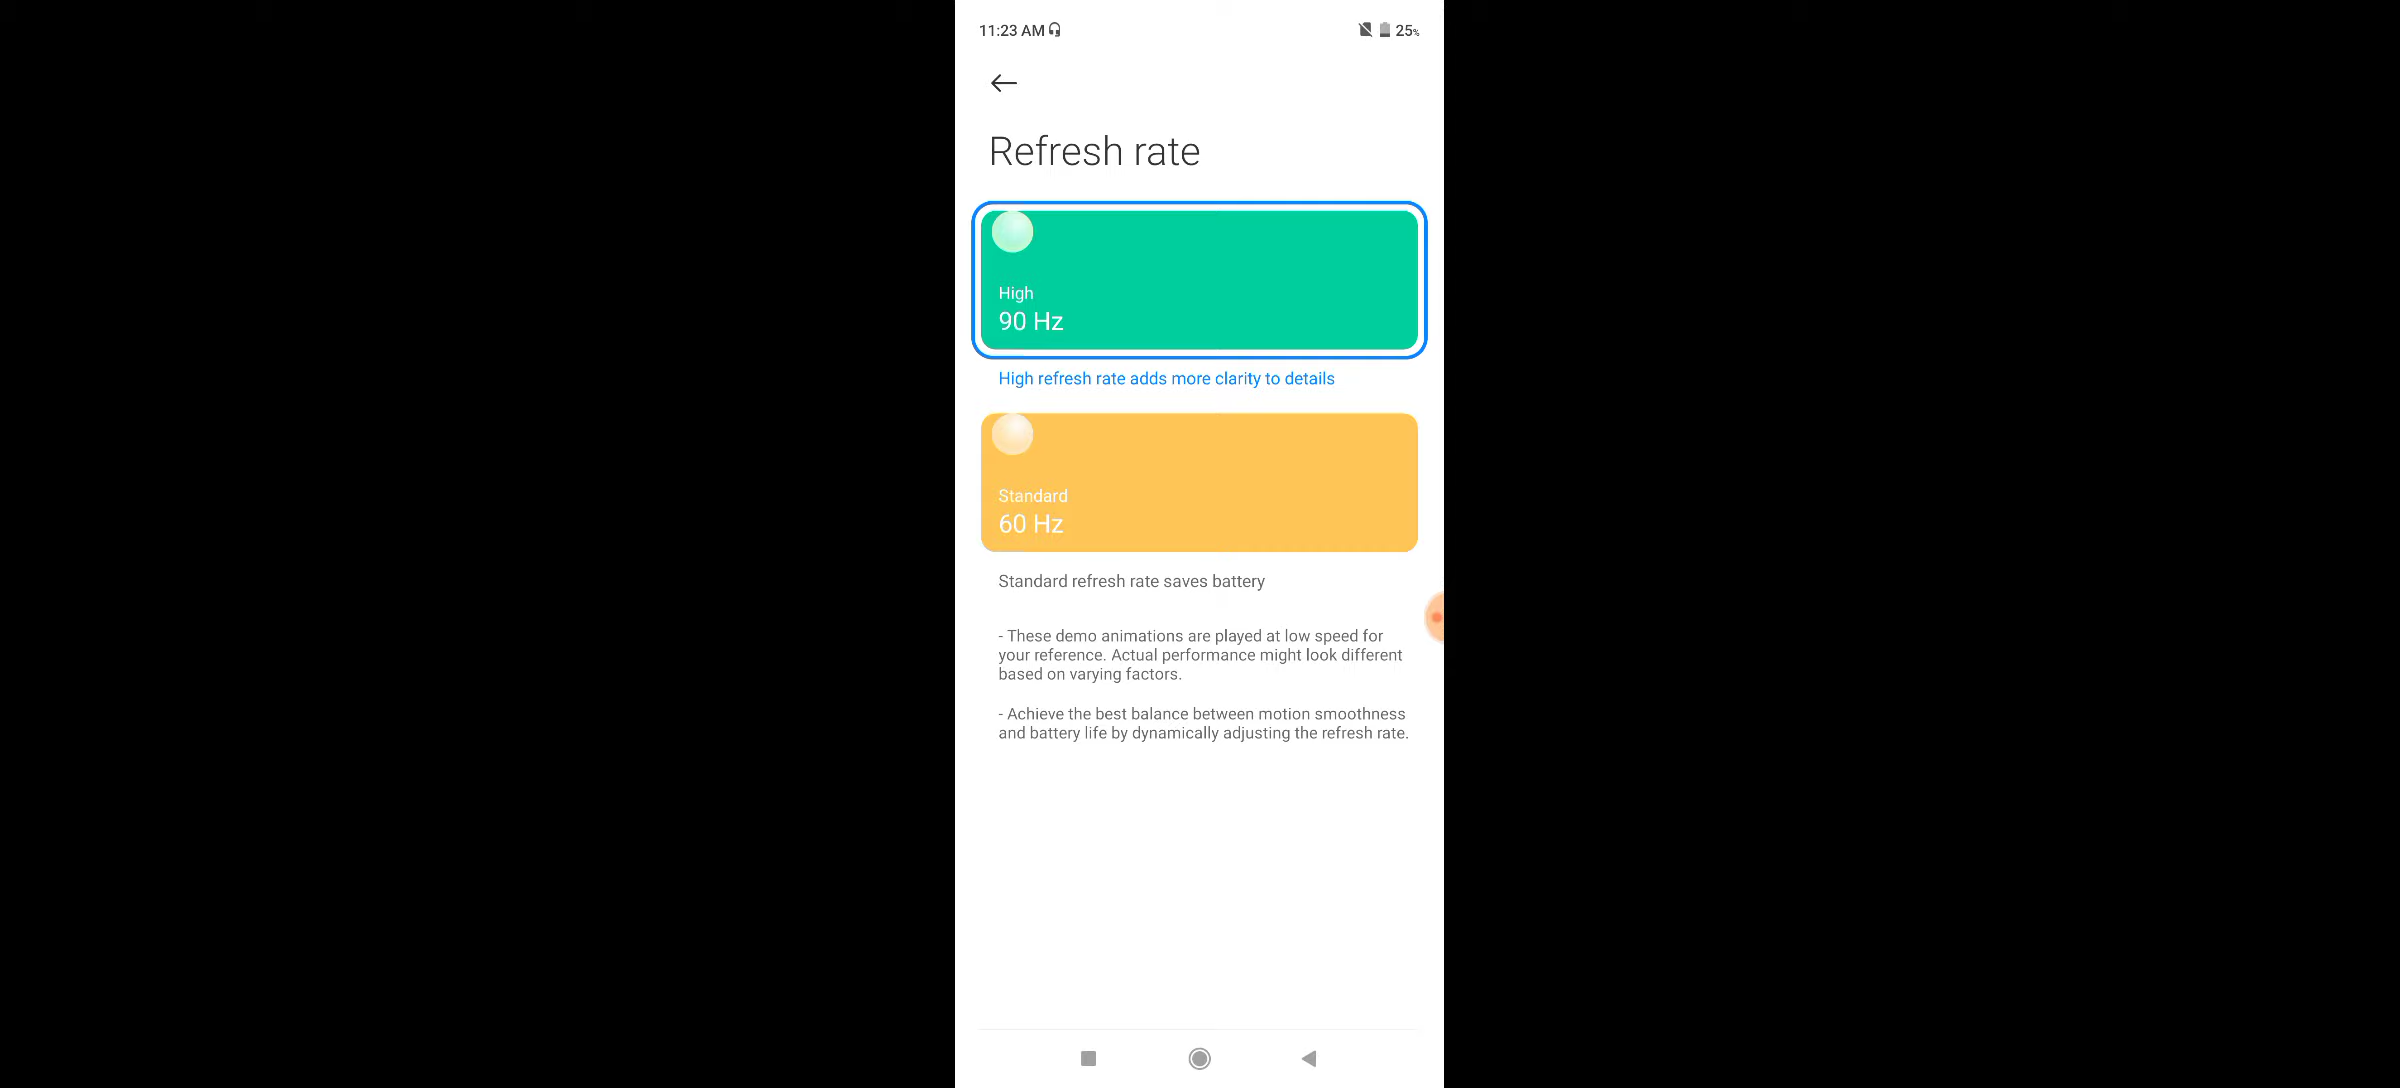 11:23 AM 25%
Refresh rate
High
90 Hz
High refresh rate adds more clarity to details
Standard
60 Hz
Standard refresh rate saves battery
- These demo animations are played at low speed for
your reference. Actual performance might look different
based on varying factors.
- Achieve the best balance between motion smoothness
and battery life by dynamically adjusting the refresh rate.